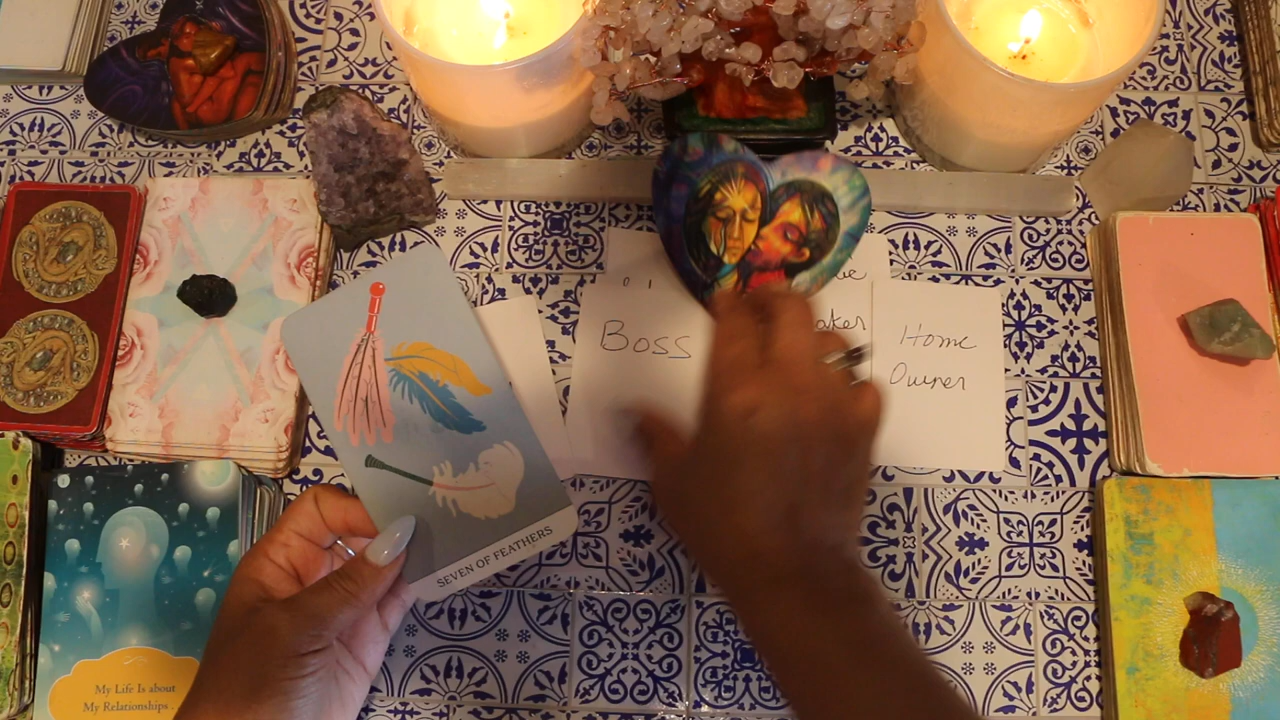 Boss
Home
Owner
SEVEN OF FEATHERS
My Life Is about
My Relationships.